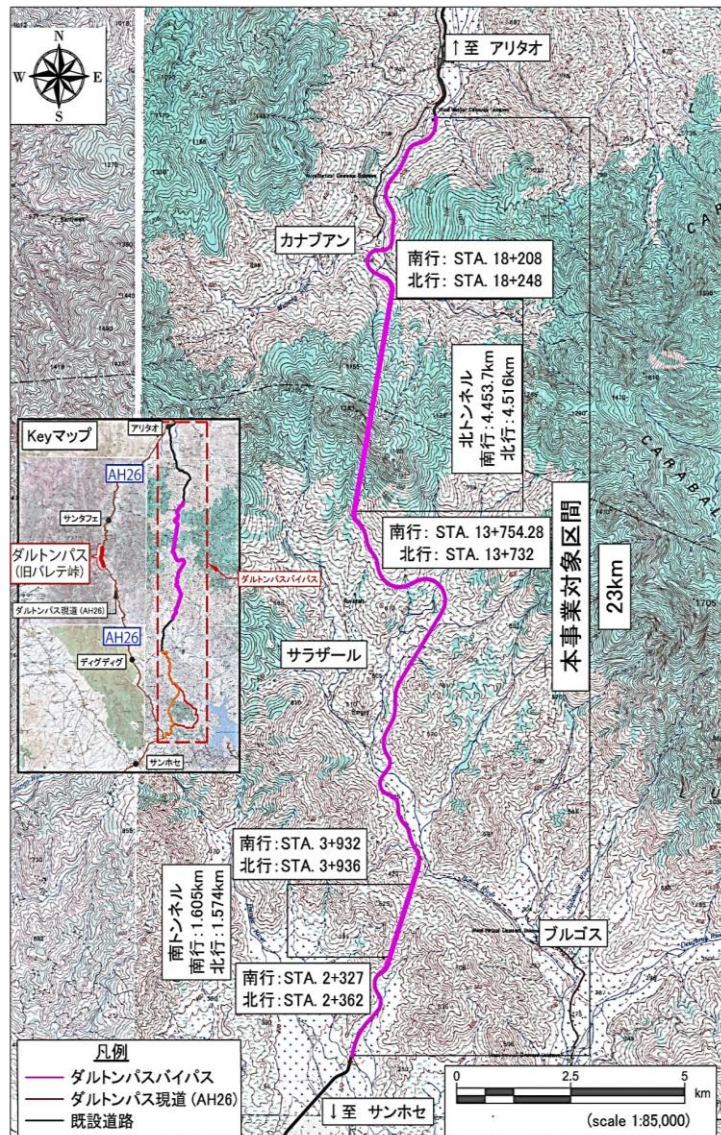 N
W E
S
↑至 アリタオ
カナブアン
南行: STA. 18+208
北行: STA. 18+248
北トンネル
南行: 4.453.7km
北行: 4.516km
Keyマップ
アリタオ
AH26
サンタフェ
ダルトンパス
(旧バレテ峠)
ダルトンパスバイパス
ダルトンパス現道(AH26)
AH26
ディグディグ
サンホセ
南行: STA. 13+754.28
北行: STA. 13+732
本事業対象区間
23km
サラザール
CARABAL
南行:STA. 3+932
北行:STA. 3+936
南トンネル
南行:1.605km
北行:1.574km
ブルゴス
南行:STA. 2+327
北行:STA. 2+362
凡例
ダルトンパスバイパス
ダルトンパス現道 (AH26)
既設道路
↓至 サンホセ
0 2.5 5
km
(scale 1:85,000)